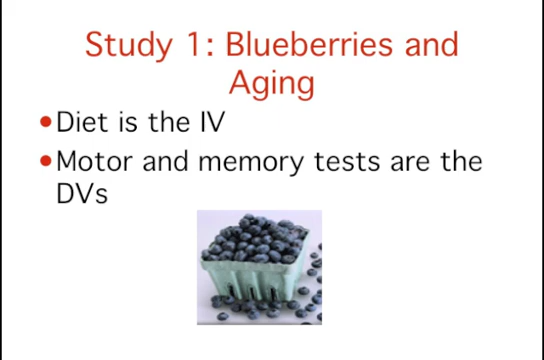 Study 1: Blueberries and
Aging
•Diet is the IV
•Motor and memory tests are the
DVs